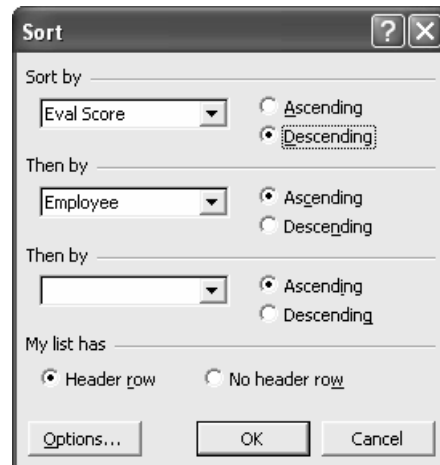 Sort
Sort by
Eval Score
Ascending
Descending
Then by
Employee
Ascending
Descending
Then by
Ascending
Descending
My list has
Header row
No header row
Options...
OK
Cancel